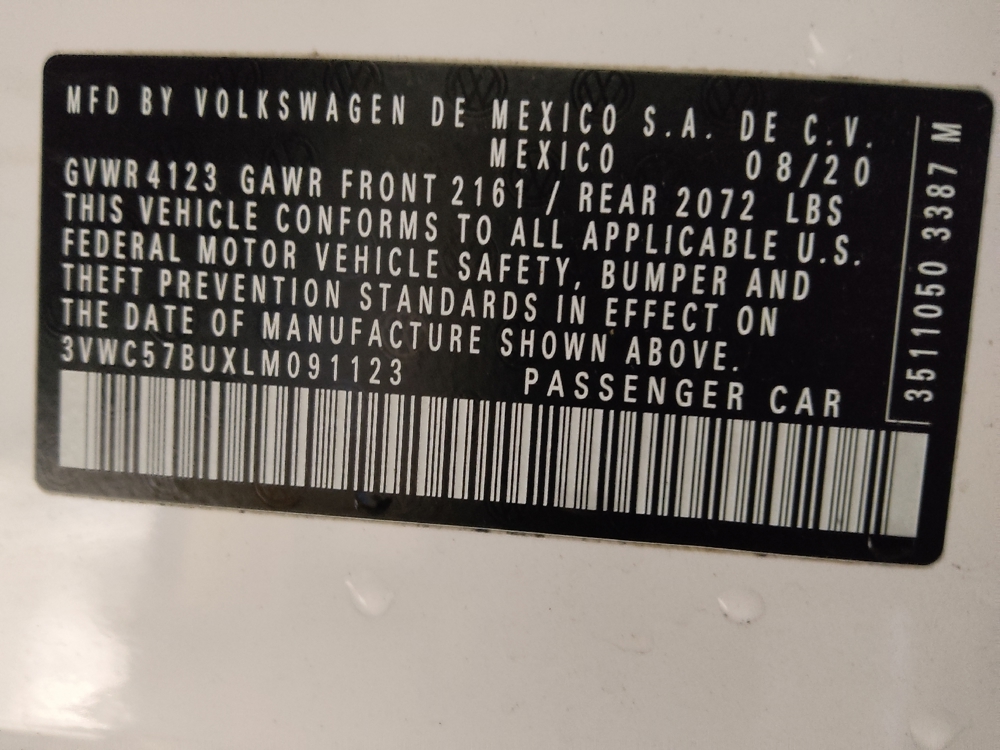 MFD BY VOLKSWAGEN DE MEXICO S.A. DE C.V.
MEXICO 08/20
GVWR 4123 GAWR FRONT 2161 / REAR 2072 LBS
THIS VEHICLE CONFORMS TO ALL APPLICABLE U.S.
FEDERAL MOTOR VEHICLE SAFETY, BUMPER AND
THEFT PREVENTION STANDARDS IN EFFECT ON
THE DATE OF MANUFACTURE SHOWN ABOVE.
3VWC57BUXLM091123 PASSENGER CAR
3511050 3387 M